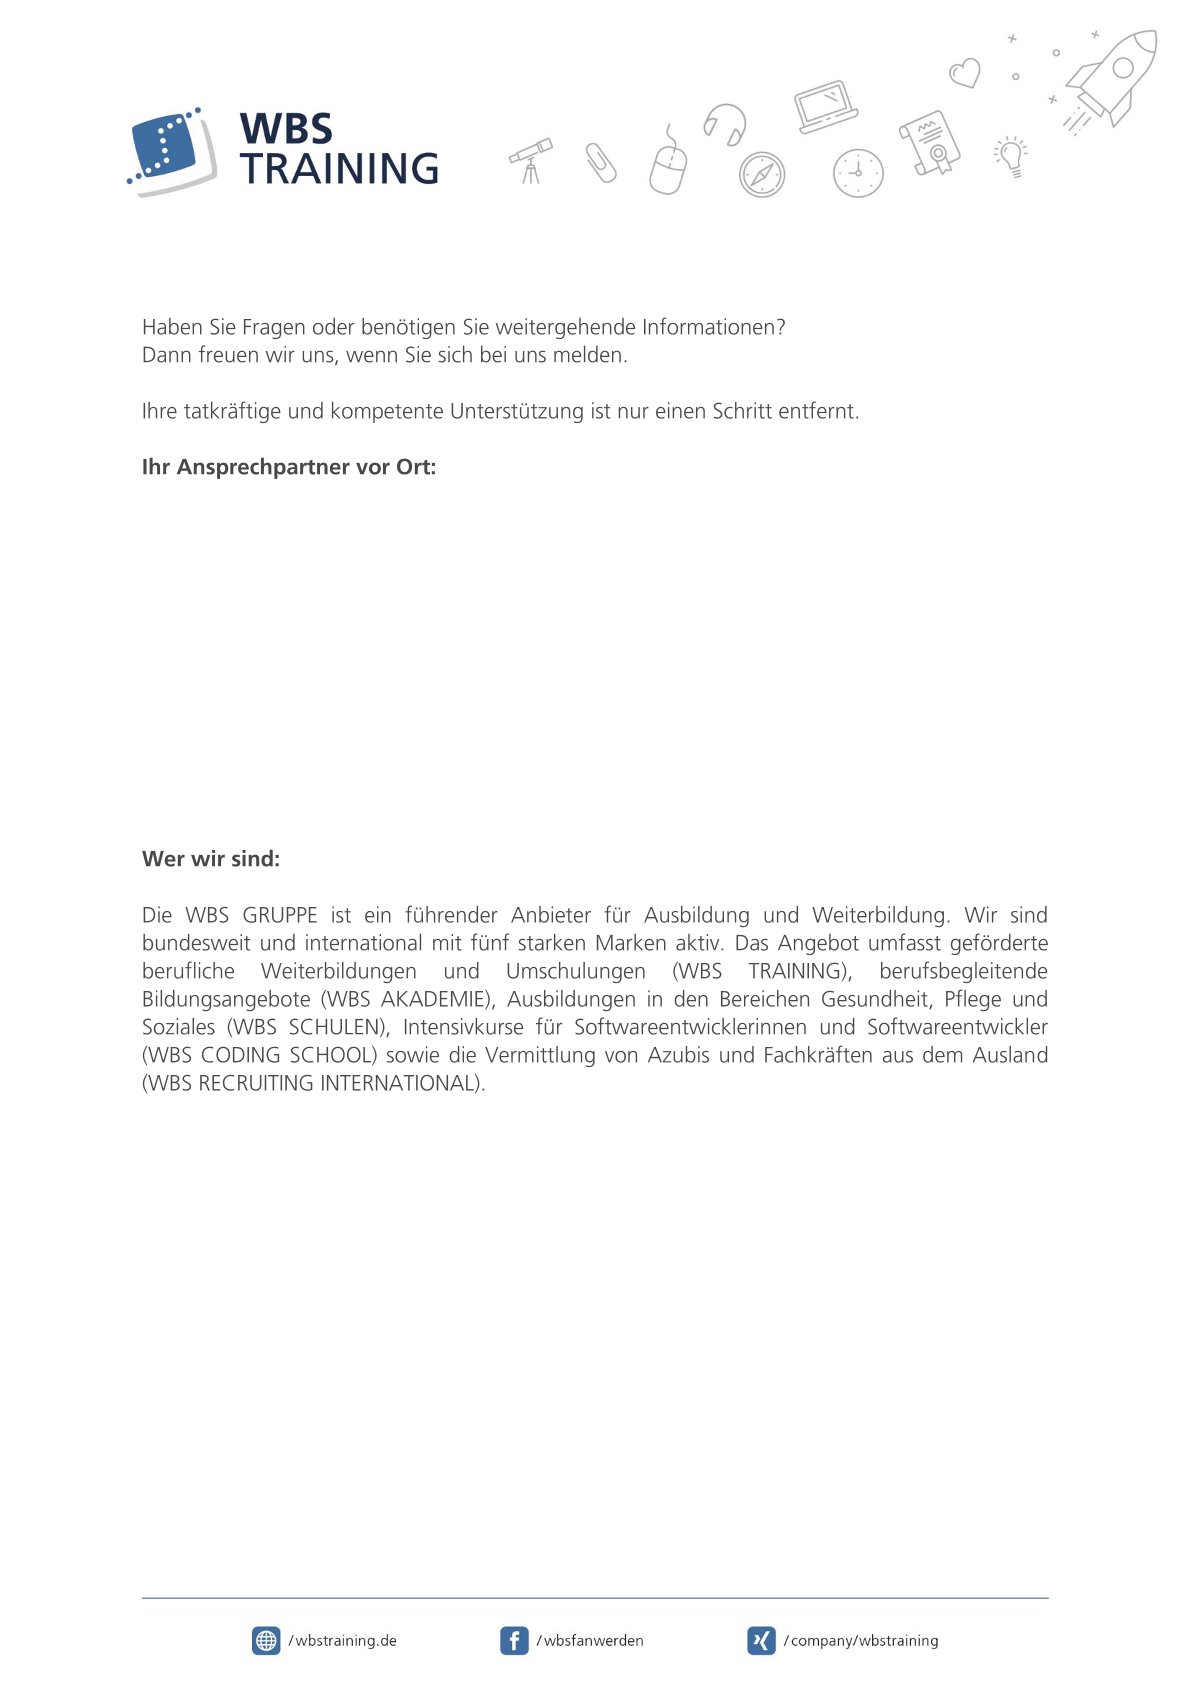 WBS
TRAINING
Haben Sie Fragen oder benötigen Sie weitergehende Informationen?
Dann freuen wir uns, wenn Sie sich bei uns melden.
Ihre tatkräftige und kompetente Unterstützung ist nur einen Schritt entfernt.
Ihr Ansprechpartner vor Ort:
Wer wir sind:
Die WBS GRUPPE ist ein führender Anbieter für Ausbildung und Weiterbildung. Wir sind
bundesweit und international mit fünf starken Marken aktiv. Das Angebot umfasst geförderte
berufliche Weiterbildungen und Umschulungen (WBS TRAINING), berufsbegleitende
Bildungsangebote (WBS AKADEMIE), Ausbildungen in den Bereichen Gesundheit, Pflege und
Soziales (WBS SCHULEN), Intensivkurse für Softwareentwicklerinnen und Softwareentwickler
(WBS CODING SCHOOL) sowie die Vermittlung von Azubis und Fachkräften aus dem Ausland
(WBS RECRUITING INTERNATIONAL).
/wbstraining.de /wbsfanwerden /company/wbstraining